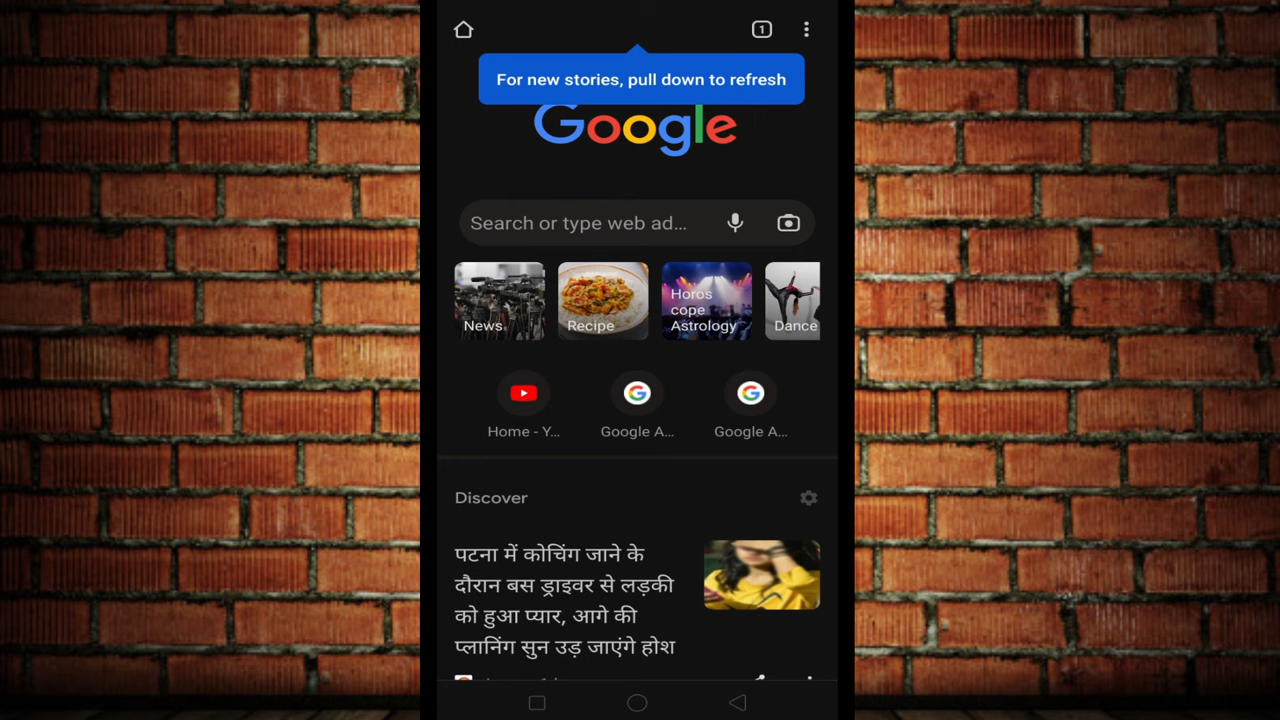 1
For new stories, pull down to refresh
Google
Search or type web ad...
News
Recipe
Horos
cope
Astrology
Dance
Home - Y...
Google A...
Google A...
Discover
पटना में कोचिंग जाने के
दौरान बस ड्राइवर से लड़की
को हुआ प्यार, आगे की
प्लानिंग सुन उड़ जाएंगे होश